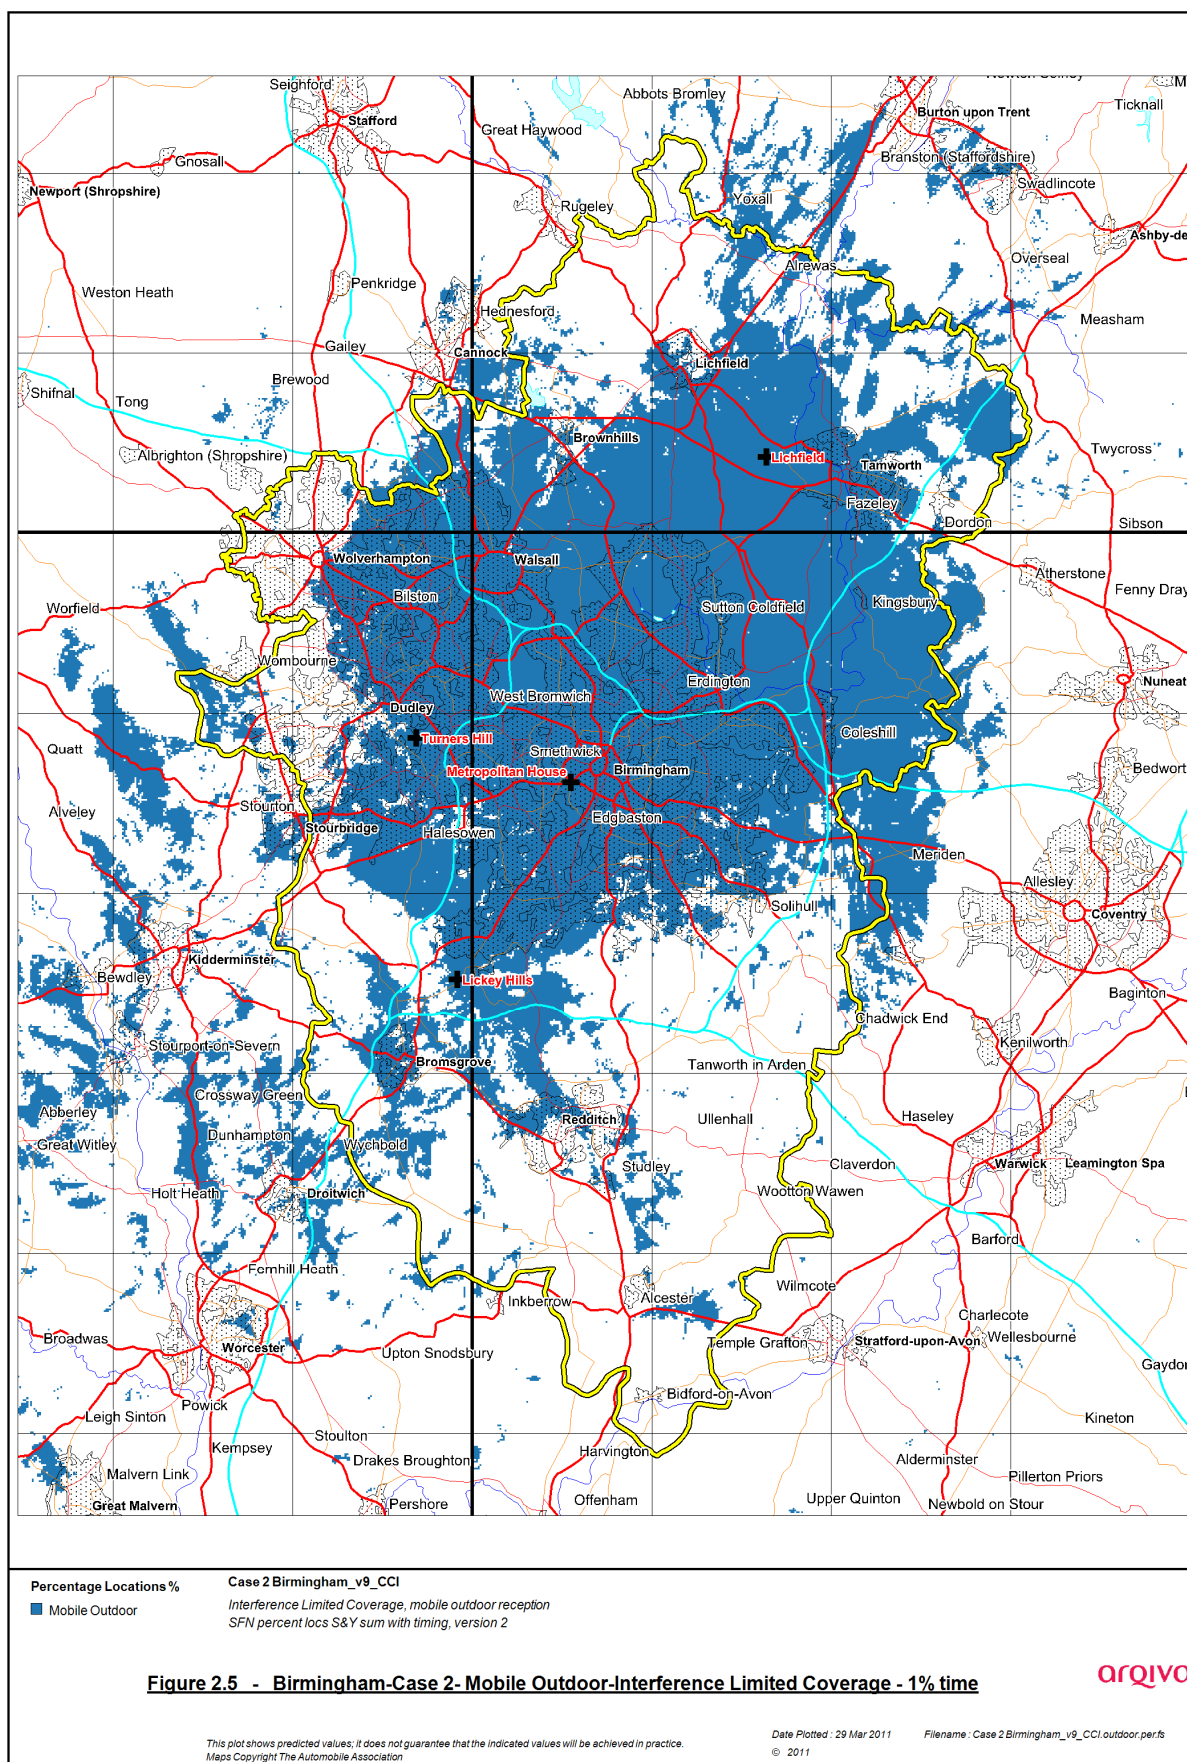 Seighford
Stafford
Abbots Bromley
Burton upon Trent
Ticknall
Great Haywood
Gnosall
Branston (Staffordshire)
Newport (Shropshire)
Swadlincote
Rugeley
Yoxall
Ashby-de
Overseal
Alrewas
Weston Heath
Penkridge
Hednesford
Measham
Gailey
Cannock
Lichfield
Brewood
Shifnal
Tong
Brownhills
Twycross
Albrighton (Shropshire)
Lichfield
Tamworth
Fazeley
Dordon
Sibson
Wolverhampton
Walsall
Atherstone
Fenny Dray
Bilston
Worfield
Sutton Coldfield
Kingsbury
Wombourne
Erdington
Nuneat
West Bromwich
Dudley
Turners Hill
Coleshill
Quatt
Smethwick
Metropolitan House
Birmingham
Bedwort
Stourton
Alveley
Edgbaston
Stourbridge
Halesowen
Meriden
Allesley
Solihull
Coventry
Kidderminster
Bewdley
Lickey Hills
Baginton
Chadwick End
Stourport-on-Severn
Kenilworth
Bromsgrove
Tanworth in Arden
Crossway Green
Abberley
Redditch
Ullenhall
Haseley
Dunhampton
Great Witley
Wychbold
Studley
Claverdon
Warwick
Leamington Spa
Holt Heath
Droitwich
Wootton Wawen
Barford
Fernhill Heath
Wilmcote
Inkberrow
Alcester
Charlecote
Broadwas
Worcester
Upton Snodsbury
Temple Grafton
Stratford-upon-Avon
Wellesbourne
Gaydon
Powick
Bidford-on-Avon
Leigh Sinton
Kineton
Stoulton
Kempsey
Harvington
Drakes Broughton
Alderminster
Malvern Link
Pillerton Priors
Great Malvern
Pershore
Offenham
Upper Quinton
Newbold on Stour
Percentage Locations %
Mobile Outdoor
Case 2 Birmingham_v9_CCI
Interference Limited Coverage, mobile outdoor reception
SFN percent locs S&Y sum with timing, version 2
arqiva
Figure 2.5 - Birmingham-Case 2- Mobile Outdoor-Interference Limited Coverage - 1% time
This plot shows predicted values; it does not guarantee that the indicated values will be achieved in practice.
Maps Copyright The Automobile Association
Date Plotted : 29 Mar 2011
Filename : Case 2 Birmingham_v9_CCI.outdoor.per.fs
© 2011